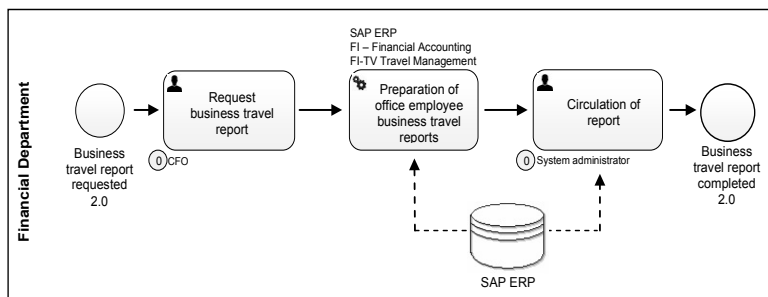 Financial Department
SAP ERP
FI – Financial Accounting
FI-TV Travel Management
Request
business travel
report
Preparation of
office employee
business travel
reports
Circulation of
report
Business
travel report
requested
2.0
0 CFO
0 System administrator
Business
travel report
completed
2.0
SAP ERP